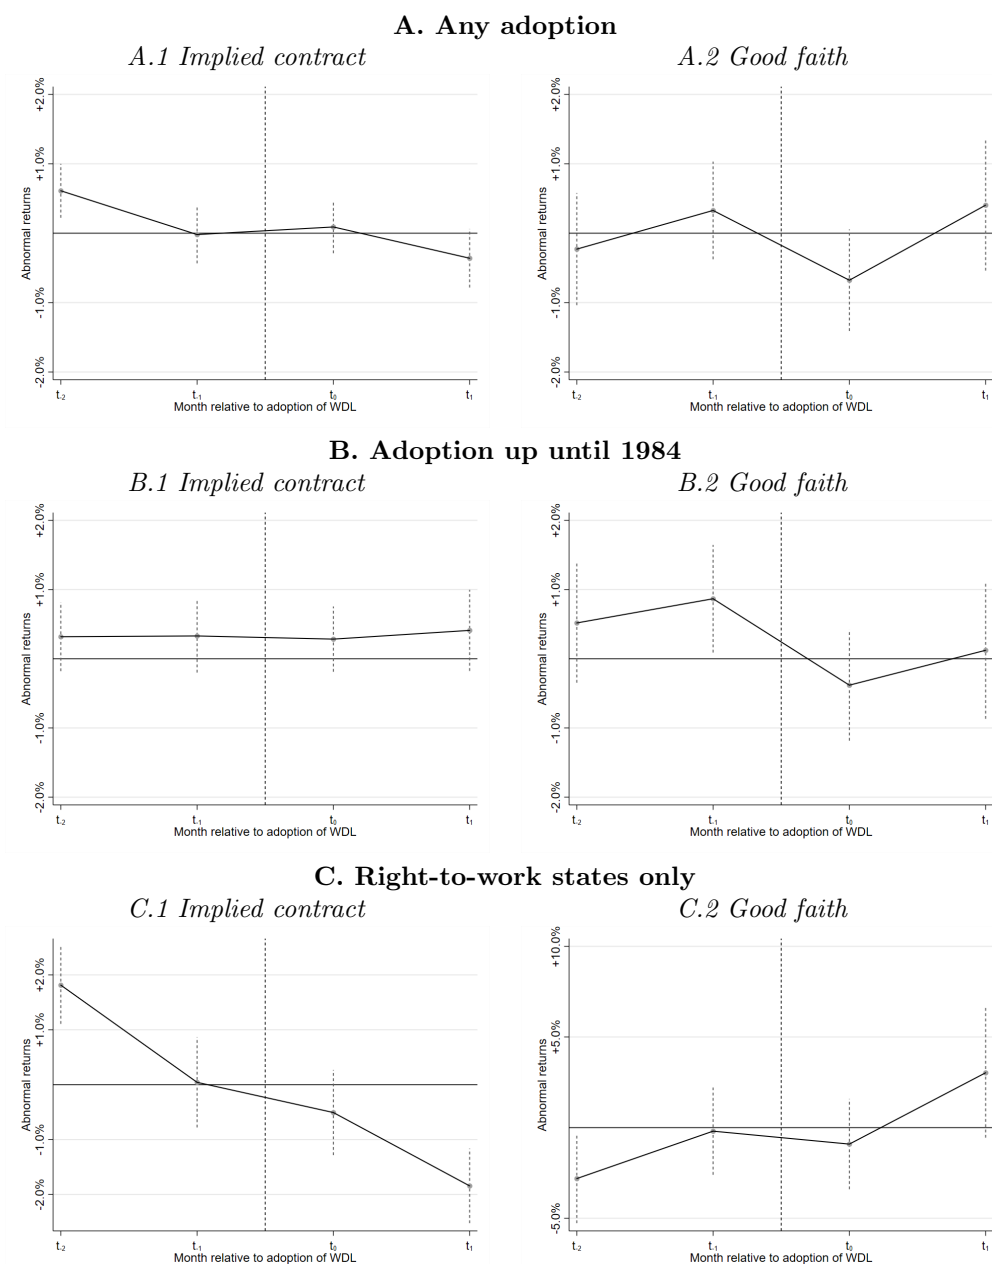 A. Any adoption
A.1 Implied contract
+2.0%
+1.0%
-1.0%
-2.0%
Abnormal returns
t-2
t-1
t0
t1
Month relative to adoption of WDL
A.2 Good faith
+2.0%
+1.0%
-1.0%
-2.0%
Abnormal returns
t-2
t-1
t0
t1
Month relative to adoption of WDL
B. Adoption up until 1984
B.1 Implied contract
+2.0%
+1.0%
-1.0%
-2.0%
Abnormal returns
t-2
t-1
t0
t1
Month relative to adoption of WDL
B.2 Good faith
+2.0%
+1.0%
-1.0%
-2.0%
Abnormal returns
t-2
t-1
t0
t1
Month relative to adoption of WDL
C. Right-to-work states only
C.1 Implied contract
+2.0%
+1.0%
-1.0%
-2.0%
Abnormal returns
t-2
t-1
t0
t1
Month relative to adoption of WDL
C.2 Good faith
+10.0%
+5.0%
-5.0%
Abnormal returns
t-2
t-1
t0
t1
Month relative to adoption of WDL